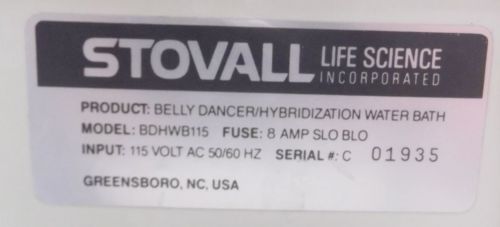 STOVALL LIFE SCIENCE
INCORPORATED
PRODUCT: BELLY DANCER/HYBRIDIZATION WATER BATH
MODEL: BDHWB115 FUSE: 8 AMP SLO BLO
INPUT: 115 VOLT AC 50/60 HZ SERIAL #: C 01935
GREENSBORO, NC, USA